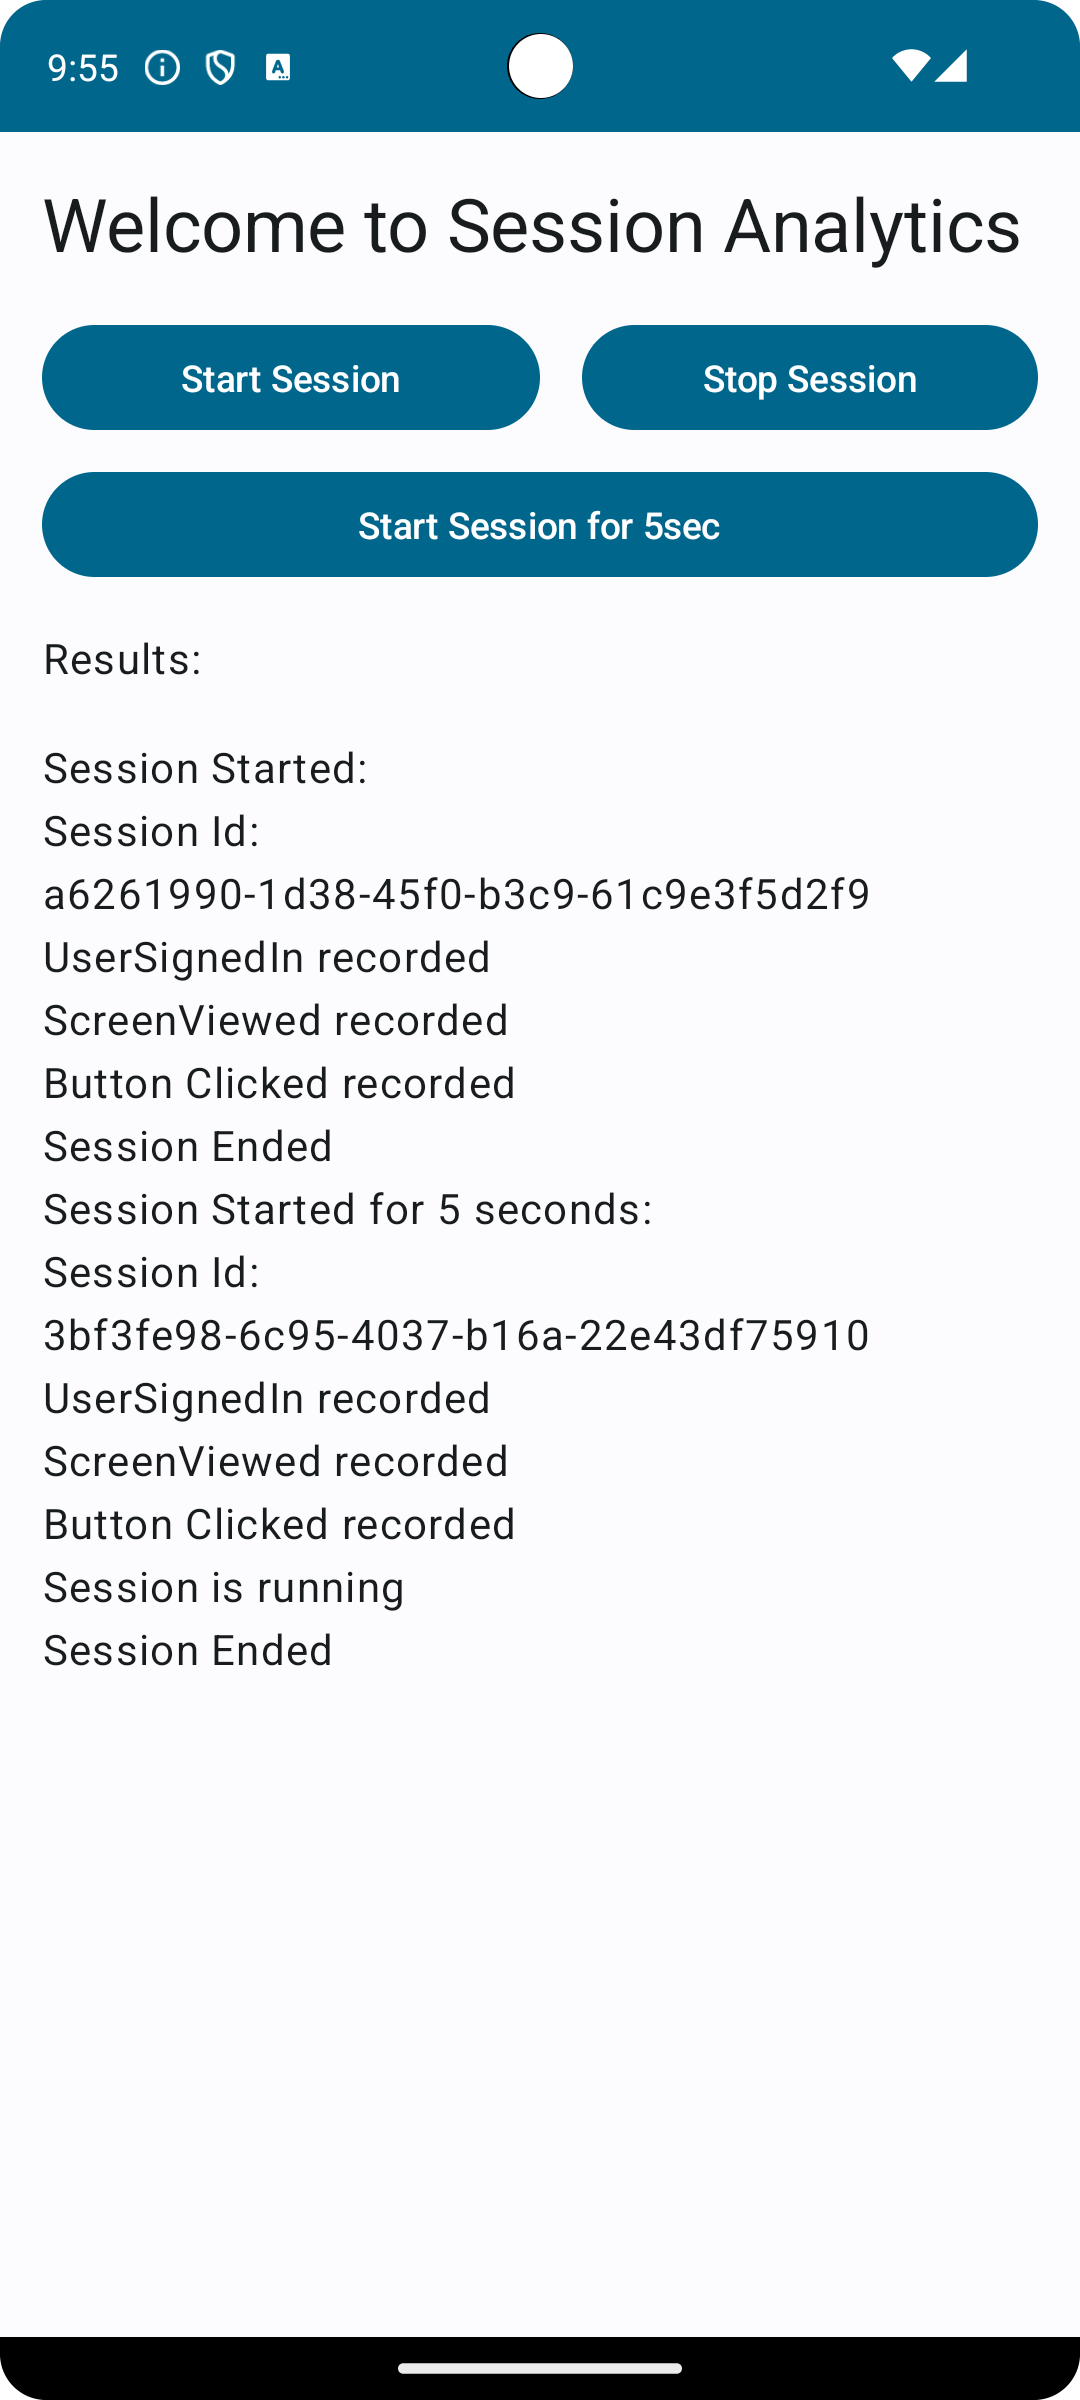 9:55
Welcome to Session Analytics
Start Session
Stop Session
Start Session for 5sec
Results:
Session Started:
Session Id:
a6261990-1d38-45f0-b3c9-61c9e3f5d2f9
UserSignedIn recorded
ScreenViewed recorded
Button Clicked recorded
Session Ended
Session Started for 5 seconds:
Session Id:
3bf3fe98-6c95-4037-b16a-22e43df75910
UserSignedIn recorded
ScreenViewed recorded
Button Clicked recorded
Session is running
Session Ended